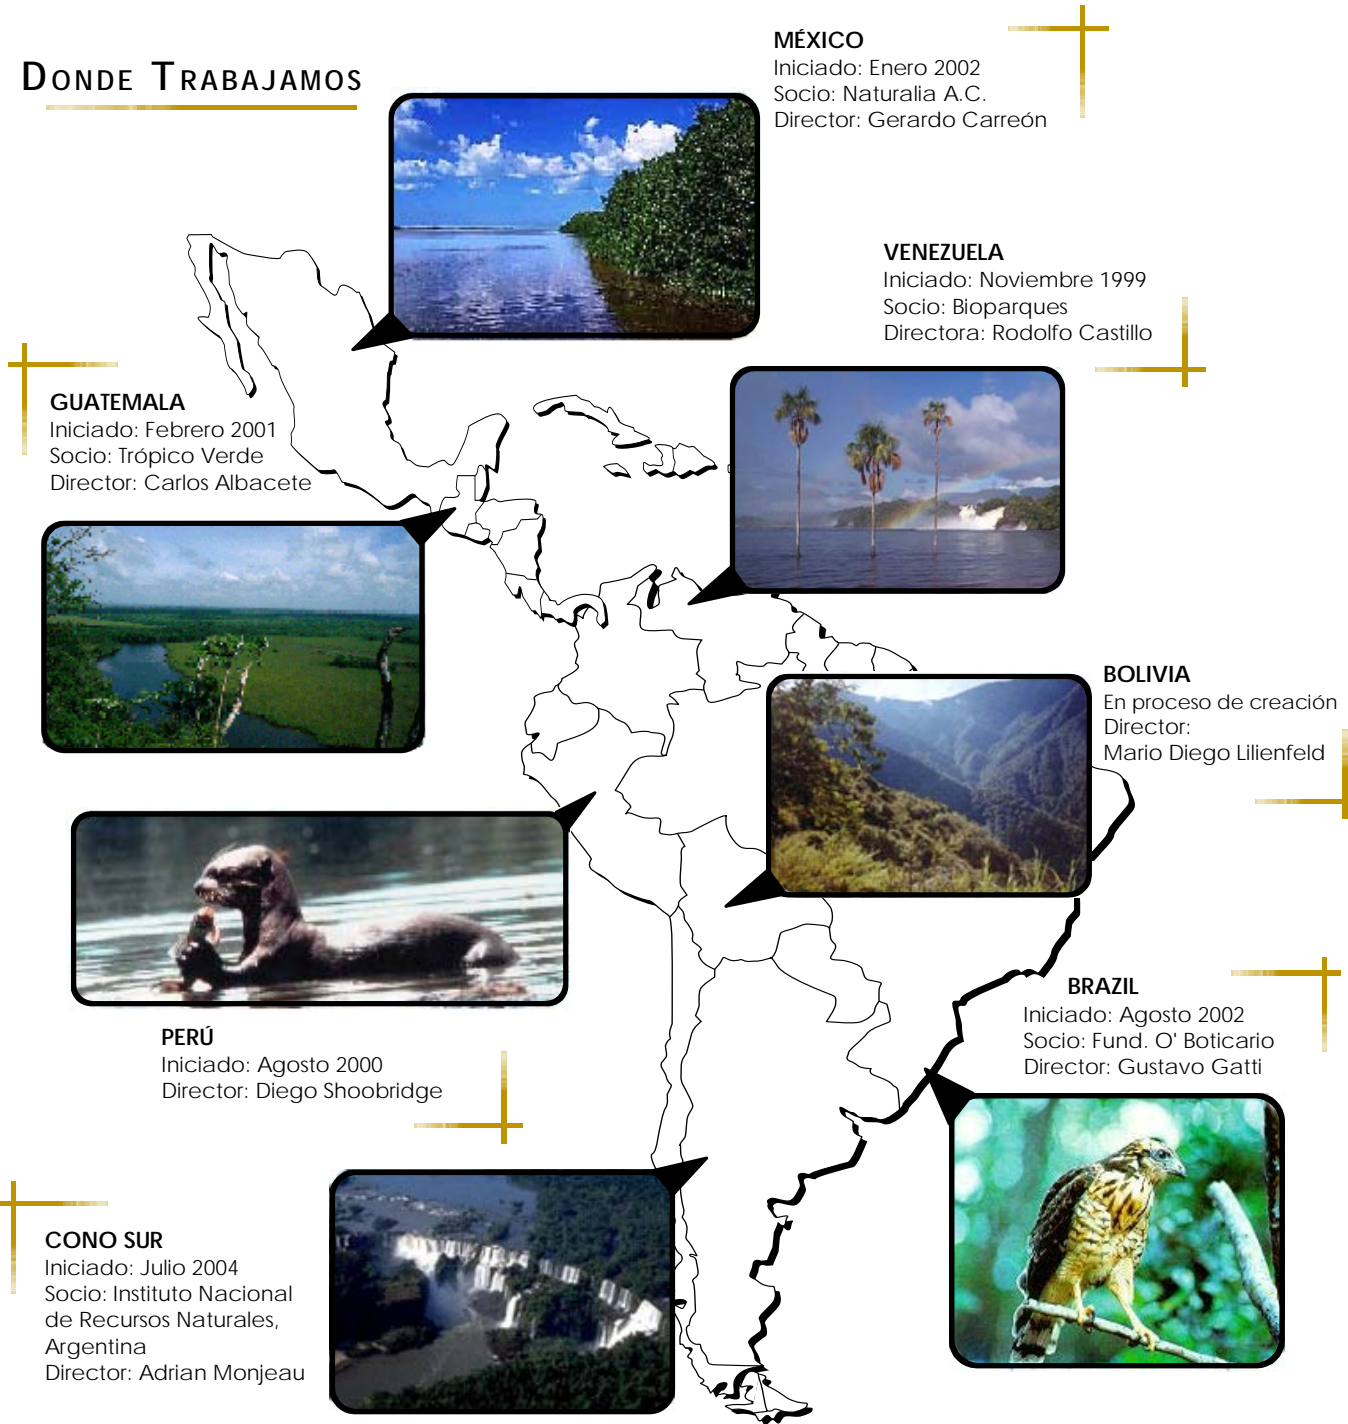 DONDE TRABAJAMOS
MÉXICO
Iniciado: Enero 2002
Socio: Naturalia A.C.
Director: Gerardo Carreón
VENEZUELA
Iniciado: Noviembre 1999
Socio: Bioparques
Directora: Rodolfo Castillo
GUATEMALA
Iniciado: Febrero 2001
Socio: Trópico Verde
Director: Carlos Albacete
BOLIVIA
En proceso de creación
Director:
Mario Diego Lilienfeld
PERÚ
Iniciado: Agosto 2000
Director: Diego Shoobridge
BRAZIL
Iniciado: Agosto 2002
Socio: Fund. O' Boticario
Director: Gustavo Gatti
CONO SUR
Iniciado: Julio 2004
Socio: Instituto Nacional
de Recursos Naturales,
Argentina
Director: Adrian Monjeau